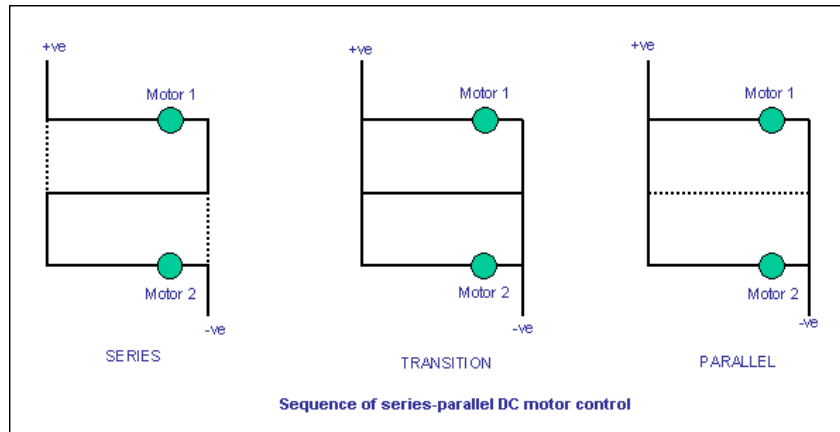 +ve
+ve
+ve
Motor 1
Motor 1
Motor 1
Motor 2
Motor 2
Motor 2
-ve
-ve
-ve
SERIES
TRANSITION
PARALLEL
Sequence of series-parallel DC motor control